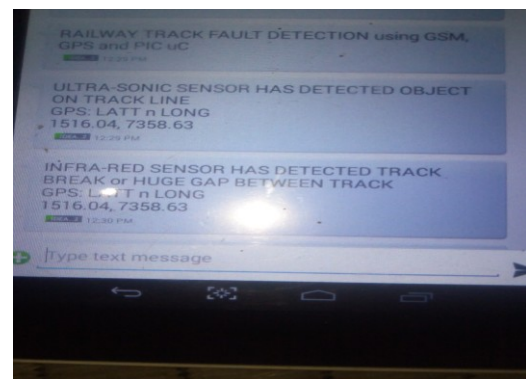 RAILWAY TRACK FAULT DETECTION using GSM,
GPS and PIC uC
12:29 PM
ULTRA-SONIC SENSOR HAS DETECTED OBJECT
ON TRACK LINE
GPS: LATT n LONG
1516.04, 7358.63
12:29 PM
INFRA-RED SENSOR HAS DETECTED TRACK
BREAK or HUGE GAP BETWEEN TRACK
GPS: LATT n LONG
1516.04, 7358.63
12:30 PM
Type text message